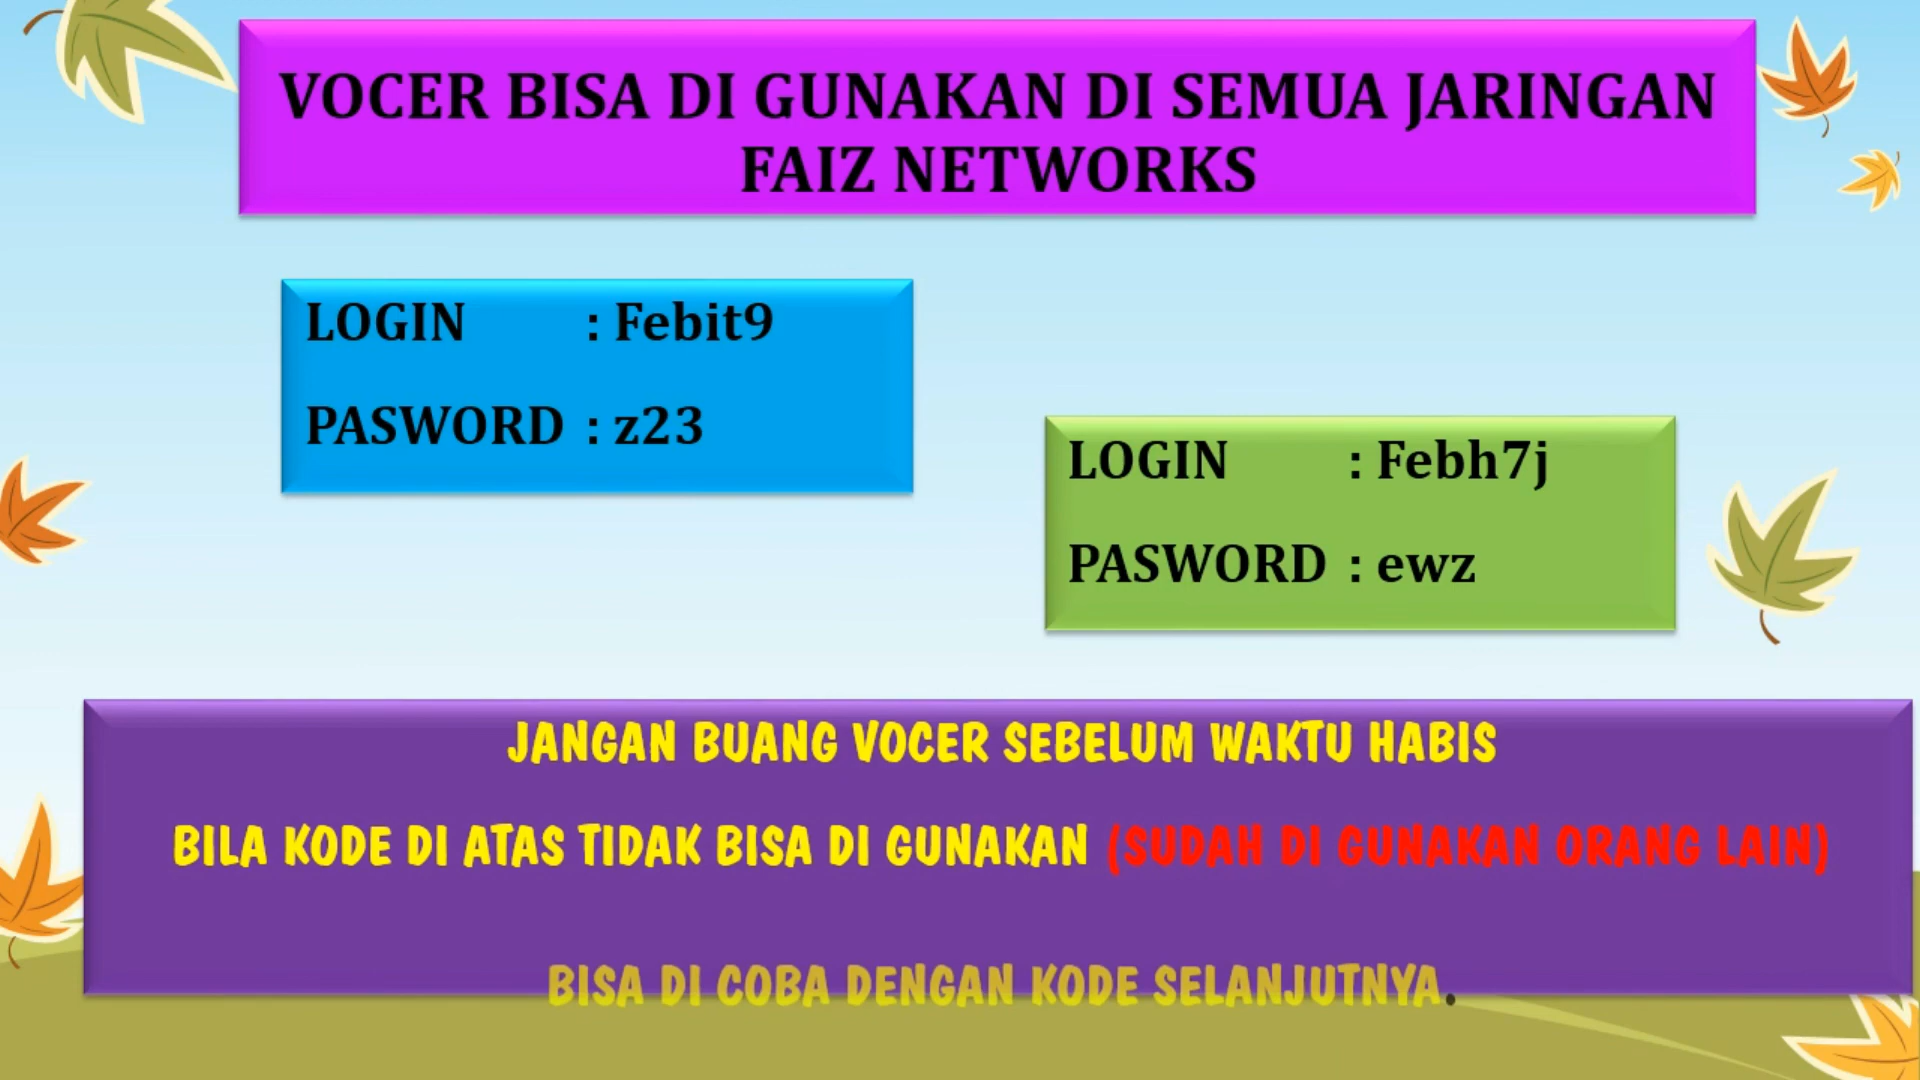 VOCER BISA DI GUNAKAN DI SEMUA JARINGAN
FAIZ NETWORKS
LOGIN : Febit9
PASWORD : z23
LOGIN : Febh7j
PASWORD : ewz
JANGAN BUANG VOCER SEBELUM WAKTU HABIS
BILA KODE DI ATAS TIDAK BISA DI GUNAKAN (SUDAH DI GUNAKAN ORANG LAIN)
BISA DI COBA DENGAN KODE SELANJUTNYA.